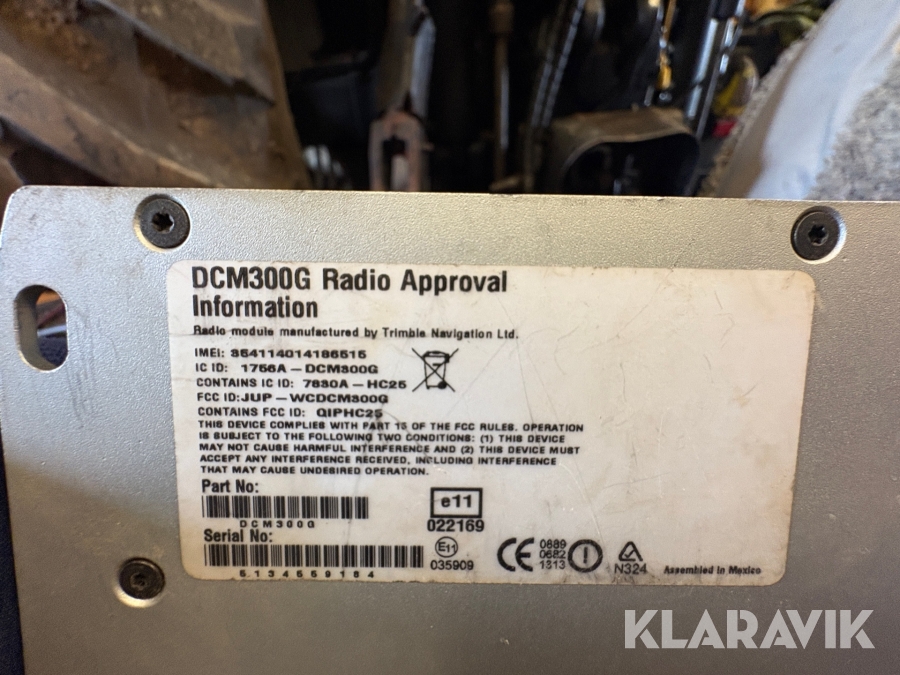 DCM300G Radio Approval
Information
Radio module manufactured by Trimble Navigation Ltd.
IMEI: 354114014186515
IC ID: 1756A-DCM300G
CONTAINS IC ID: 7830A-HC25
FCC ID:JUP-WCDCM300G
CONTAINS FCC ID: QIPHC25
THIS DEVICE COMPLIES WITH PART 15 OF THE FCC RULES. OPERATION
IS SUBJECT TO THE FOLLOWING TWO CONDITIONS: (1) THIS DEVICE
MAY NOT CAUSE HARMFUL INTERFERENCE AND (2) THIS DEVICE MUST
ACCEPT ANY INTERFERENCE RECEIVED, INCLUDING INTERFERENCE
THAT MAY CAUSE UNDESIRED OPERATION.
Part No:
DCM300G
Serial No:
5134559164
e11
022169
E11
035909
CE
0889
0682
1313
N324
Assembled in Mexico
KLARAVIK